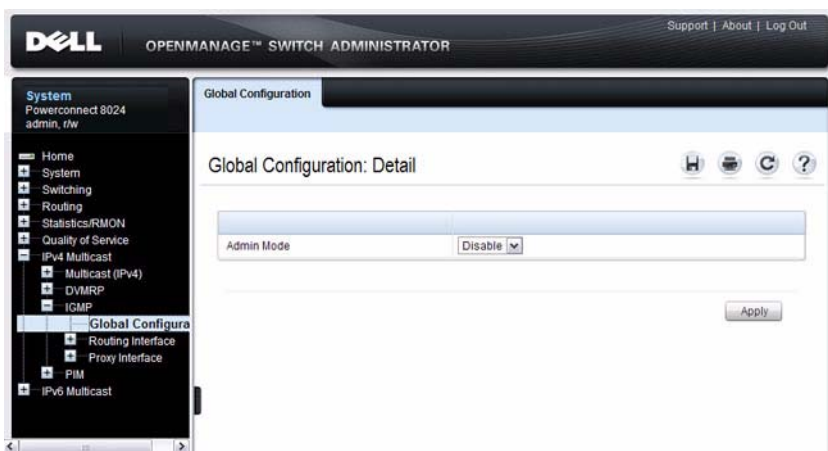 Support | About | Log Out
DELL
OPENMANAGE™ SWITCH ADMINISTRATOR
System
Powerconnect 8024
admin, r/w
Home
System
Switching
Routing
Statistics/RMON
Quality of Service
IPv4 Multicast
Multicast (IPv4)
DVMRP
IGMP
Global Configura
Routing Interface
Proxy Interface
PIM
IPv6 Multicast
Global Configuration
Global Configuration: Detail
Admin Mode Disable
Apply